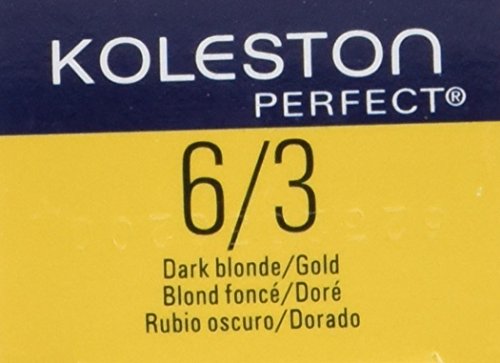 KOLESTON
PERFECT®
6/3
Dark blonde/Gold
Blond foncé/Doré
Rubio oscuro/Dorado